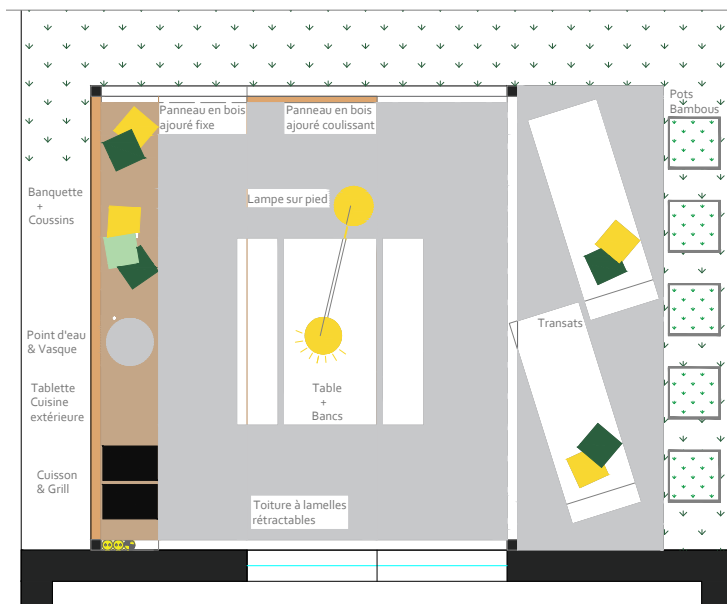 Panneau en bois
ajouré fixe
Panneau en bois
ajouré coulissant
Pots
Bambous
Banquette
+
Coussins
Lampe sur pied
Point d'eau
& Vasque
Transats
Tablette
Cuisine
extérieure
Table
+
Bancs
Cuisson
& Grill
Toiture à lamelles
rétractables